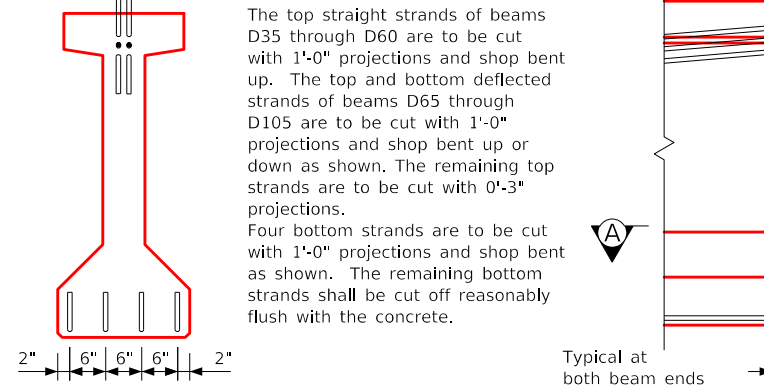 The top straight strands of beams
D35 through D60 are to be cut
with 1'-0" projections and shop bent
up. The top and bottom deflected
strands of beams D65 through
D105 are to be cut with 1'-0"
projections and shop bent up or
down as shown. The remaining top
strands are to be cut with 0'-3"
projections.
Four bottom strands are to be cut
with 1'-0" projections and shop bent
as shown. The remaining bottom
strands shall be cut off reasonably
flush with the concrete.
A
2" 6" 6" 6" 2"
Typical at
both beam ends